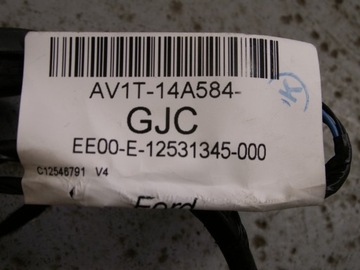 AV1T-14A584-
GJC
EE00-E-12531345-000
C12546791 V4
Ford